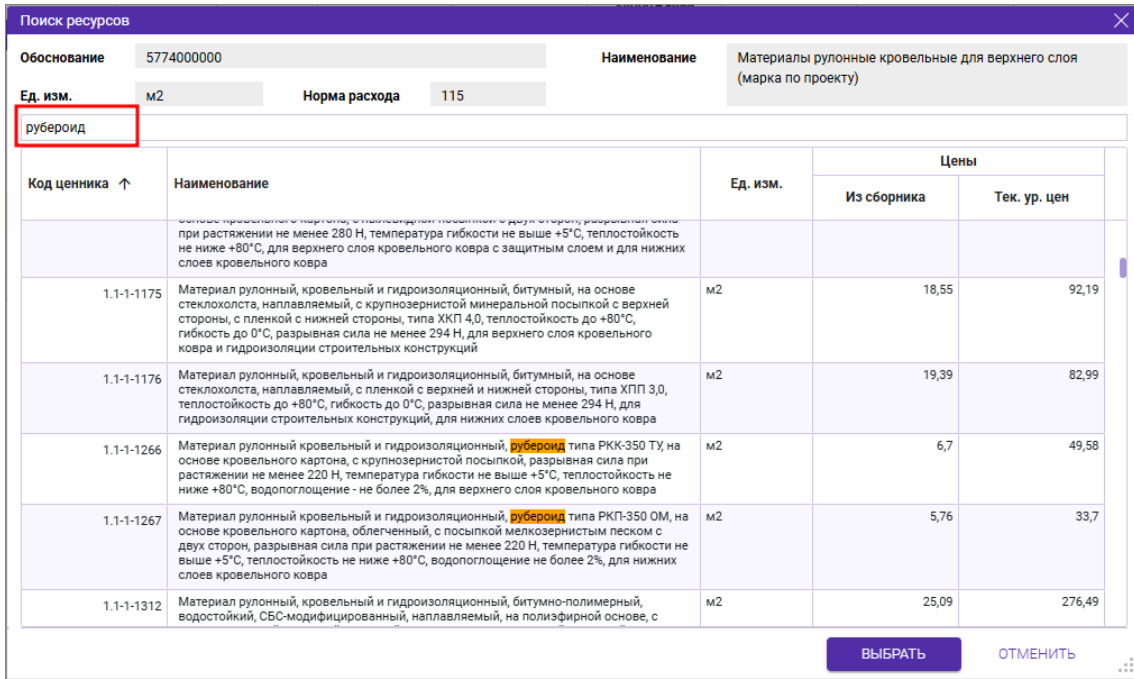 Поиск ресурсов
Обоснование 5774000000 Наименование Материалы рулонные кровельные для верхнего слоя
(марка по проекту)
Ед. изм. м2 Норма расхода 115
рубероид
Код ценника Наименование Ед. изм. Цены
Из сборника Тек. ур. цен
при растяжении не менее 280 Н, температура гибкости не выше +5°С, теплостойкость
не ниже +80°С, для верхнего слоя кровельного ковра с защитным слоем и для нижних
слоев кровельного ковра
1.1-1-1175 Материал рулонный, кровельный и гидроизоляционный, битумный, на основе м2 18,55 92,19
стеклохолста, наплавляемый, с крупнозернистой минеральной посыпкой с верхней
стороны, с пленкой с нижней стороны, типа ХКП 4,0, теплостойкость до +80°С,
гибкость до 0°С, разрывная сила не менее 294 Н, для верхнего слоя кровельного
ковра и гидроизоляции строительных конструкций
1.1-1-1176 Материал рулонный, кровельный и гидроизоляционный, битумный, на основе м2 19,39 82,99
стеклохолста, наплавляемый, с пленкой с верхней и нижней стороны, типа ХПП 3,0,
теплостойкость до +80°С, гибкость до 0°С, разрывная сила не менее 294 Н, для
гидроизоляции строительных конструкций, для нижних слоев кровельного ковра
1.1-1-1266 Материал рулонный кровельный и гидроизоляционный, рубероид типа РКК-350 ТУ, на м2 6,7 49,58
основе кровельного картона, с крупнозернистой посыпкой, разрывная сила при
растяжении не менее 220 Н, температура гибкости не выше +5°С, теплостойкость не
ниже +80°С, водопоглощение - не более 2%, для верхнего слоя кровельного ковра
1.1-1-1267 Материал рулонный кровельный и гидроизоляционный, рубероид типа РКП-350 ОМ, на м2 5,76 33,7
основе кровельного картона, облегченный, с посыпкой мелкозернистым песком с
двух сторон, разрывная сила при растяжении не менее 220 Н, температура гибкости не
выше +5°С, теплостойкость не ниже +80°С, водопоглощение не более 2%, для нижних
слоев кровельного ковра
1.1-1-1312 Материал рулонный, кровельный и гидроизоляционный, битумно-полимерный, м2 25,09 276,49
водостойкий, СБС-модифицированный, наплавляемый, на полиэфирной основе, с
ВЫБРАТЬ ОТМЕНИТЬ